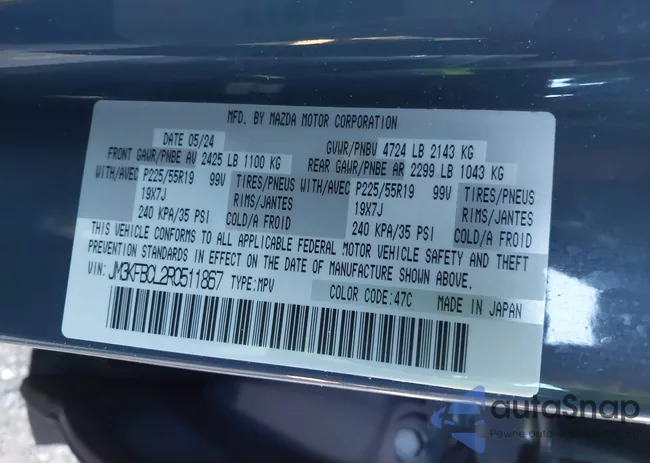 MFD. BY MAZDA MOTOR CORPORATION
DATE 05/24 GVWR/PNBV 4724 LB 2143 KG
FRONT GAWR/PNBE AV 2425 LB 1100 KG REAR GAWR/PNBE AR 2299 LB 1043 KG
WITH/AVEC P225/55R19 99V TIRES/PNEUS WITH/AVEC P225/55R19 99V TIRES/PNEUS
19X7J RIMS/JANTES 19X7J RIMS/JANTES
240 KPA/35 PSI COLD/A FROID 240 KPA/35 PSI COLD/A FROID
THIS VEHICLE CONFORMS TO ALL APPLICABLE FEDERAL MOTOR VEHICLE SAFETY AND THEFT
PREVENTION STANDARDS IN EFFECT ON THE DATE OF MANUFACTURE SHOWN ABOVE.
VIN: JM3KFBCL2R0511867 TYPE:MPV COLOR CODE:47C MADE IN JAPAN
autaSnap